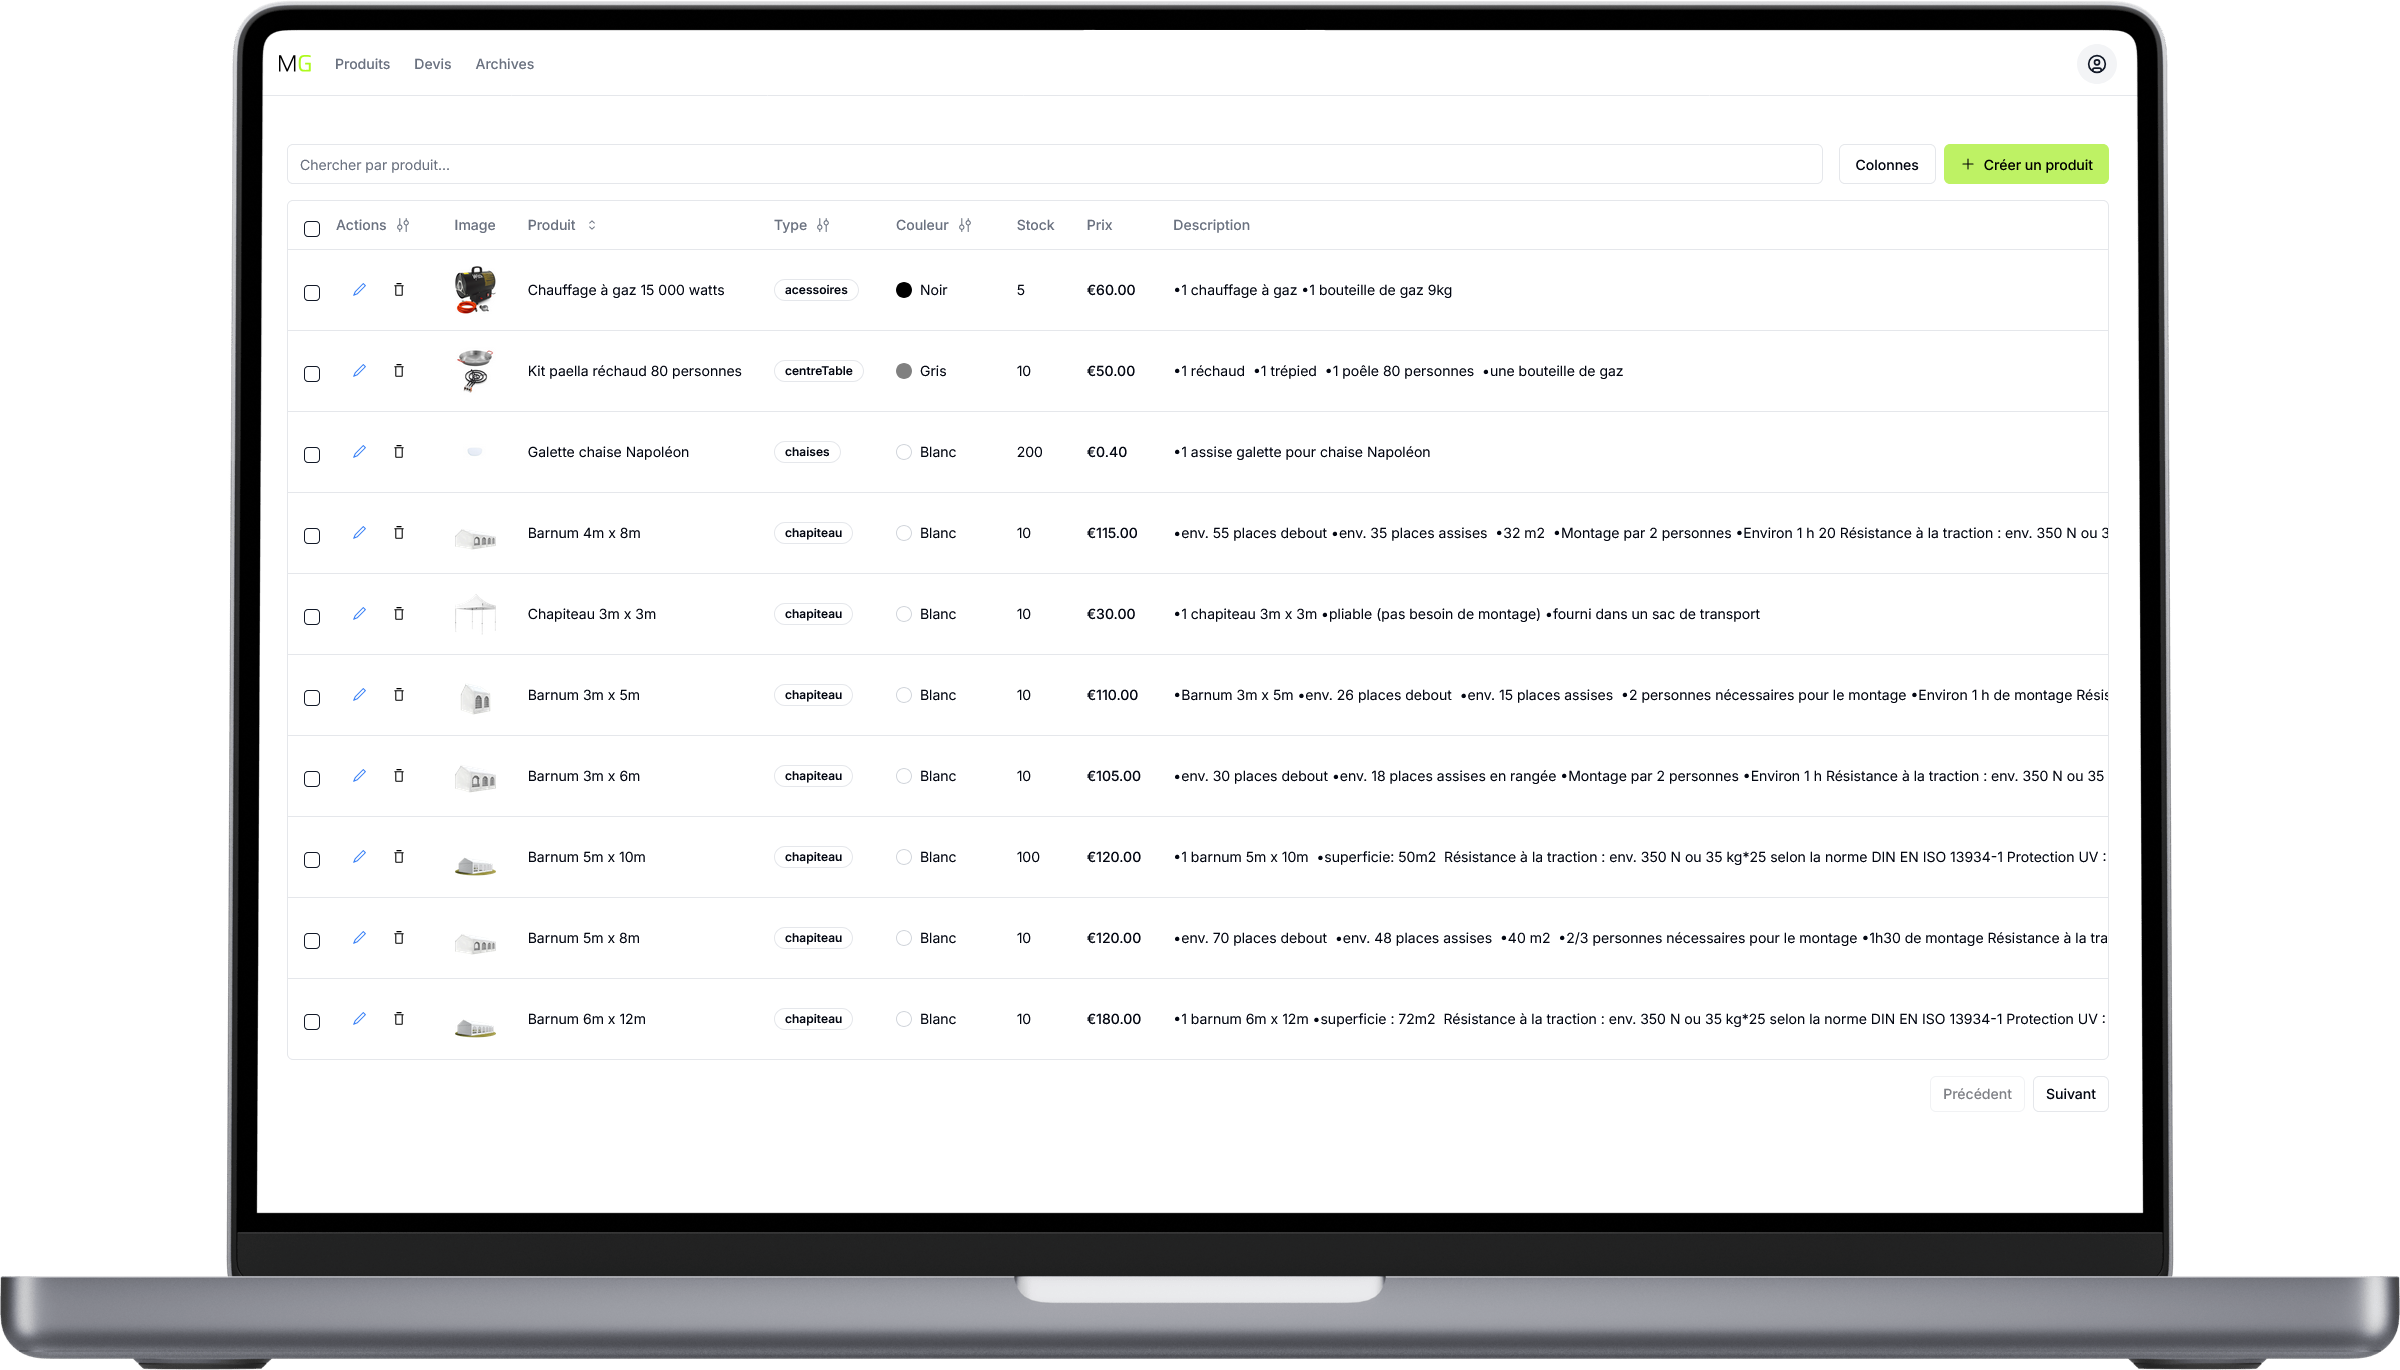 MG Produits Devis Archives
Chercher par produit... Colonnes + Créer un produit
Actions Image Produit Type Couleur Stock Prix Description
Chauffage à gaz 15 000 watts acessoires Noir 5 €60.00 •1 chauffage à gaz •1 bouteille de gaz 9kg
Kit paella réchaud 80 personnes centreTable Gris 10 €50.00 •1 réchaud •1 trépied •1 poêle 80 personnes •une bouteille de gaz
Galette chaise Napoléon chaises Blanc 200 €0.40 •1 assise galette pour chaise Napoléon
Barnum 4m x 8m chapiteau Blanc 10 €115.00 •env. 55 places debout •env. 35 places assises •32 m2 •Montage par 2 personnes •Environ 1 h 20 Résistance à la traction : env. 350 N ou 3
Chapiteau 3m x 3m chapiteau Blanc 10 €30.00 •1 chapiteau 3m x 3m •pliable (pas besoin de montage) •fourni dans un sac de transport
Barnum 3m x 5m chapiteau Blanc 10 €110.00 •Barnum 3m x 5m •env. 26 places debout •env. 15 places assises •2 personnes nécessaires pour le montage •Environ 1 h de montage Résis
Barnum 3m x 6m chapiteau Blanc 10 €105.00 •env. 30 places debout •env. 18 places assises en rangée •Montage par 2 personnes •Environ 1 h Résistance à la traction : env. 350 N ou 35
Barnum 5m x 10m chapiteau Blanc 100 €120.00 •1 barnum 5m x 10m •superficie: 50m2 Résistance à la traction : env. 350 N ou 35 kg*25 selon la norme DIN EN ISO 13934-1 Protection UV :
Barnum 5m x 8m chapiteau Blanc 10 €120.00 •env. 70 places debout •env. 48 places assises •40 m2 •2/3 personnes nécessaires pour le montage •1h30 de montage Résistance à la tra
Barnum 6m x 12m chapiteau Blanc 10 €180.00 •1 barnum 6m x 12m •superficie : 72m2 Résistance à la traction : env. 350 N ou 35 kg*25 selon la norme DIN EN ISO 13934-1 Protection UV :
Précédent Suivant